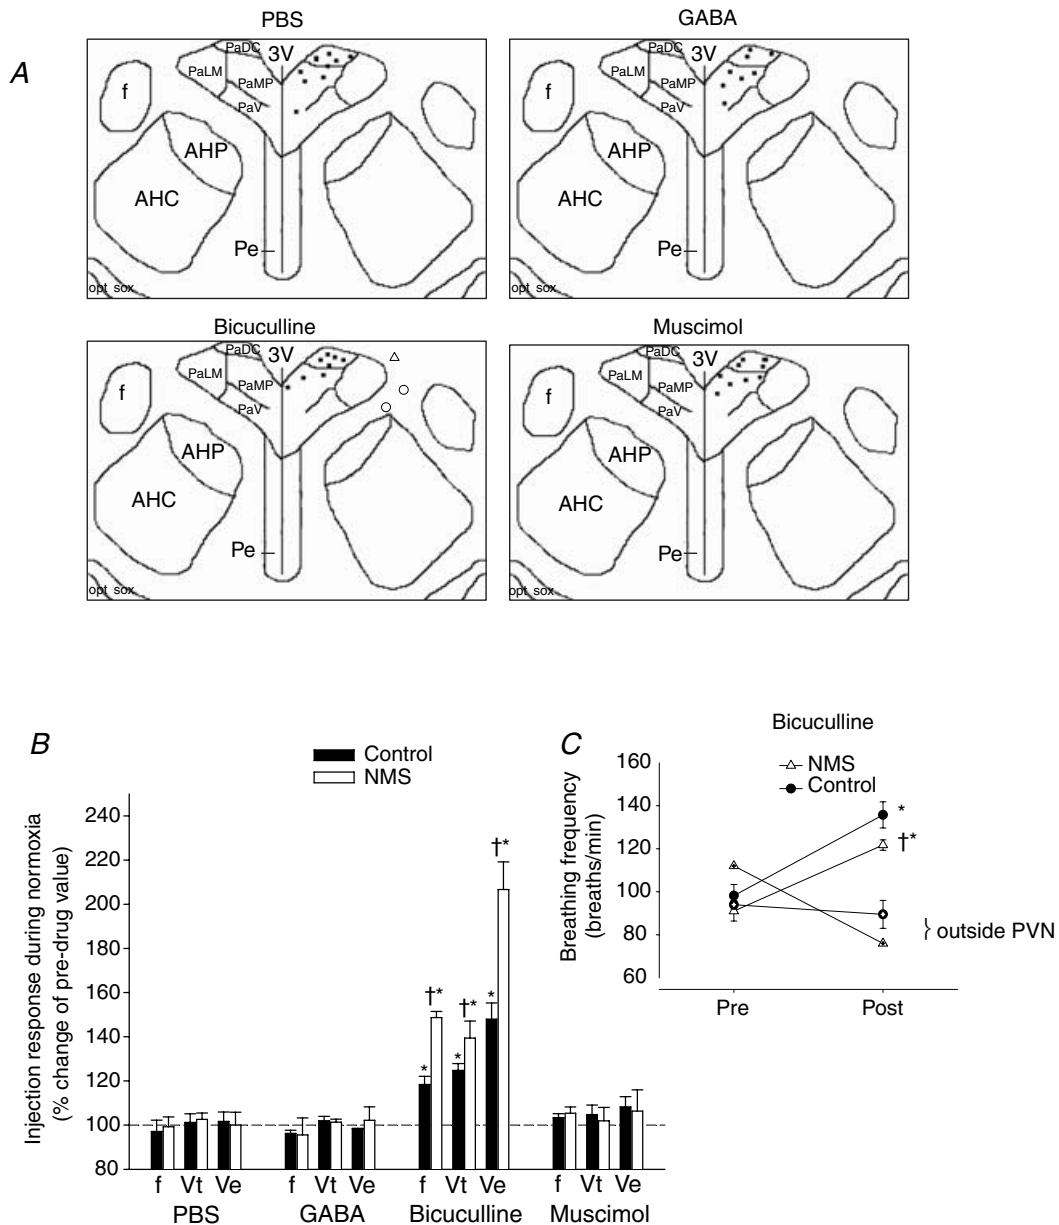 PBS
GABA
A
PaDC
3V
PaLM
PaMP
PaV
f
AHP
AHC
Pe
opt sox
PaDC
3V
PaLM
PaMP
PaV
f
AHP
AHC
Pe
opt sox
Bicuculline
Muscimol
PaDC
3V
PaLM
PaMP
PaV
f
AHP
AHC
Pe
opt sox
PaDC
3V
PaLM
PaMP
PaV
f
AHP
AHC
Pe
opt sox
B
Control
NMS
Injection response during normoxia
(% change of pre-drug value)
240
220
200
180
160
140
120
100
80
*
†*
*
†*
*
†*
f Vt Ve f Vt Ve f Vt Ve f Vt Ve
PBS GABA Bicuculline Muscimol
C
Bicuculline
NMS
Control
Breathing frequency
(breaths/min)
160
140
120
100
80
60
*
†*
} outside PVN
Pre Post